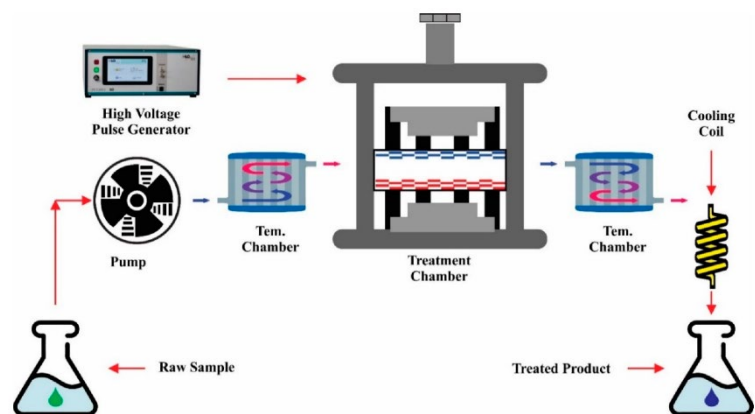 High Voltage
Pulse Generator
Cooling
Coil
Pump
Tem.
Chamber
Treatment
Chamber
Tem.
Chamber
Raw Sample
Treated Product